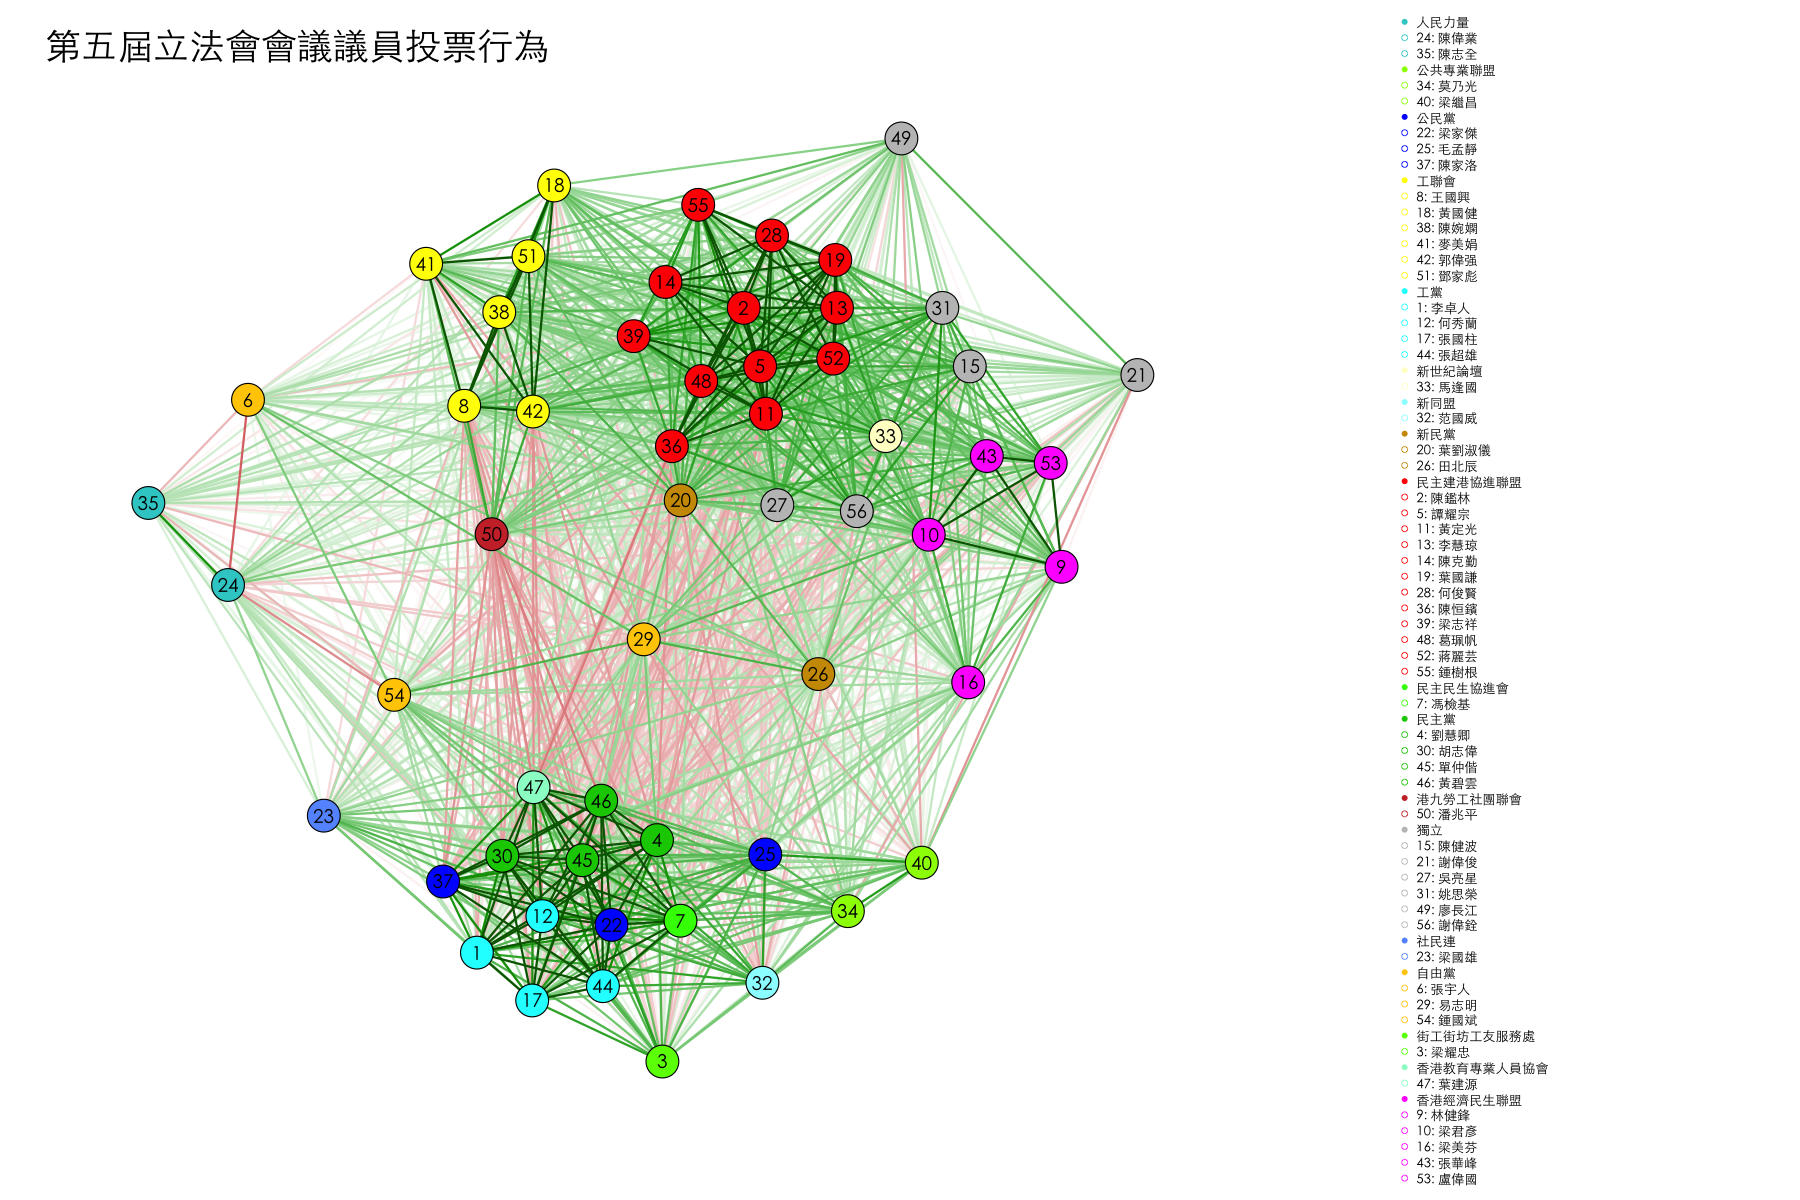 第五屆立法會會議議員投票行為
49
18
55
28
51
41
19
14
2
13
31
38
39
52
5
15
21
48
6
8
42
11
33
36
43
53
20
35
27
56
50
10
9
24
29
26
16
54
47
46
23
4
25
30
45
40
37
34
12
7
22
1
32
44
17
3
人民力量
24: 陳偉業
35: 陳志全
公共專業聯盟
34: 莫乃光
40: 梁繼昌
公民黨
22: 梁家傑
25: 毛孟靜
37: 陳家洛
工聯會
8: 王國興
18: 黃國健
38: 陳婉嫻
41: 麥美娟
42: 郭偉强
51: 鄧家彪
工黨
1: 李卓人
12: 何秀蘭
17: 張國柱
44: 張超雄
新世紀論壇
33: 馬逢國
新同盟
32: 范國威
新民黨
20: 葉劉淑儀
26: 田北辰
民主建港協進聯盟
2: 陳鑑林
5: 譚耀宗
11: 黃定光
13: 李慧琼
14: 陳克勤
19: 葉國謙
28: 何俊賢
36: 陳恒鑌
39: 梁志祥
48: 葛珮帆
52: 蔣麗芸
55: 鍾樹根
民主民生協進會
7: 馮檢基
民主黨
4: 劉慧卿
30: 胡志偉
45: 單仲偕
46: 黃碧雲
港九勞工社團聯會
50: 潘兆平
獨立
15: 陳健波
21: 謝偉俊
27: 吳亮星
31: 姚思榮
49: 廖長江
56: 謝偉銓
社民連
23: 梁國雄
自由黨
6: 張宇人
29: 易志明
54: 鍾國斌
街工街坊工友服務處
3: 梁耀忠
香港教育專業人員協會
47: 葉建源
香港經濟民生聯盟
9: 林健鋒
10: 梁君彥
16: 梁美芬
43: 張華峰
53: 盧偉國